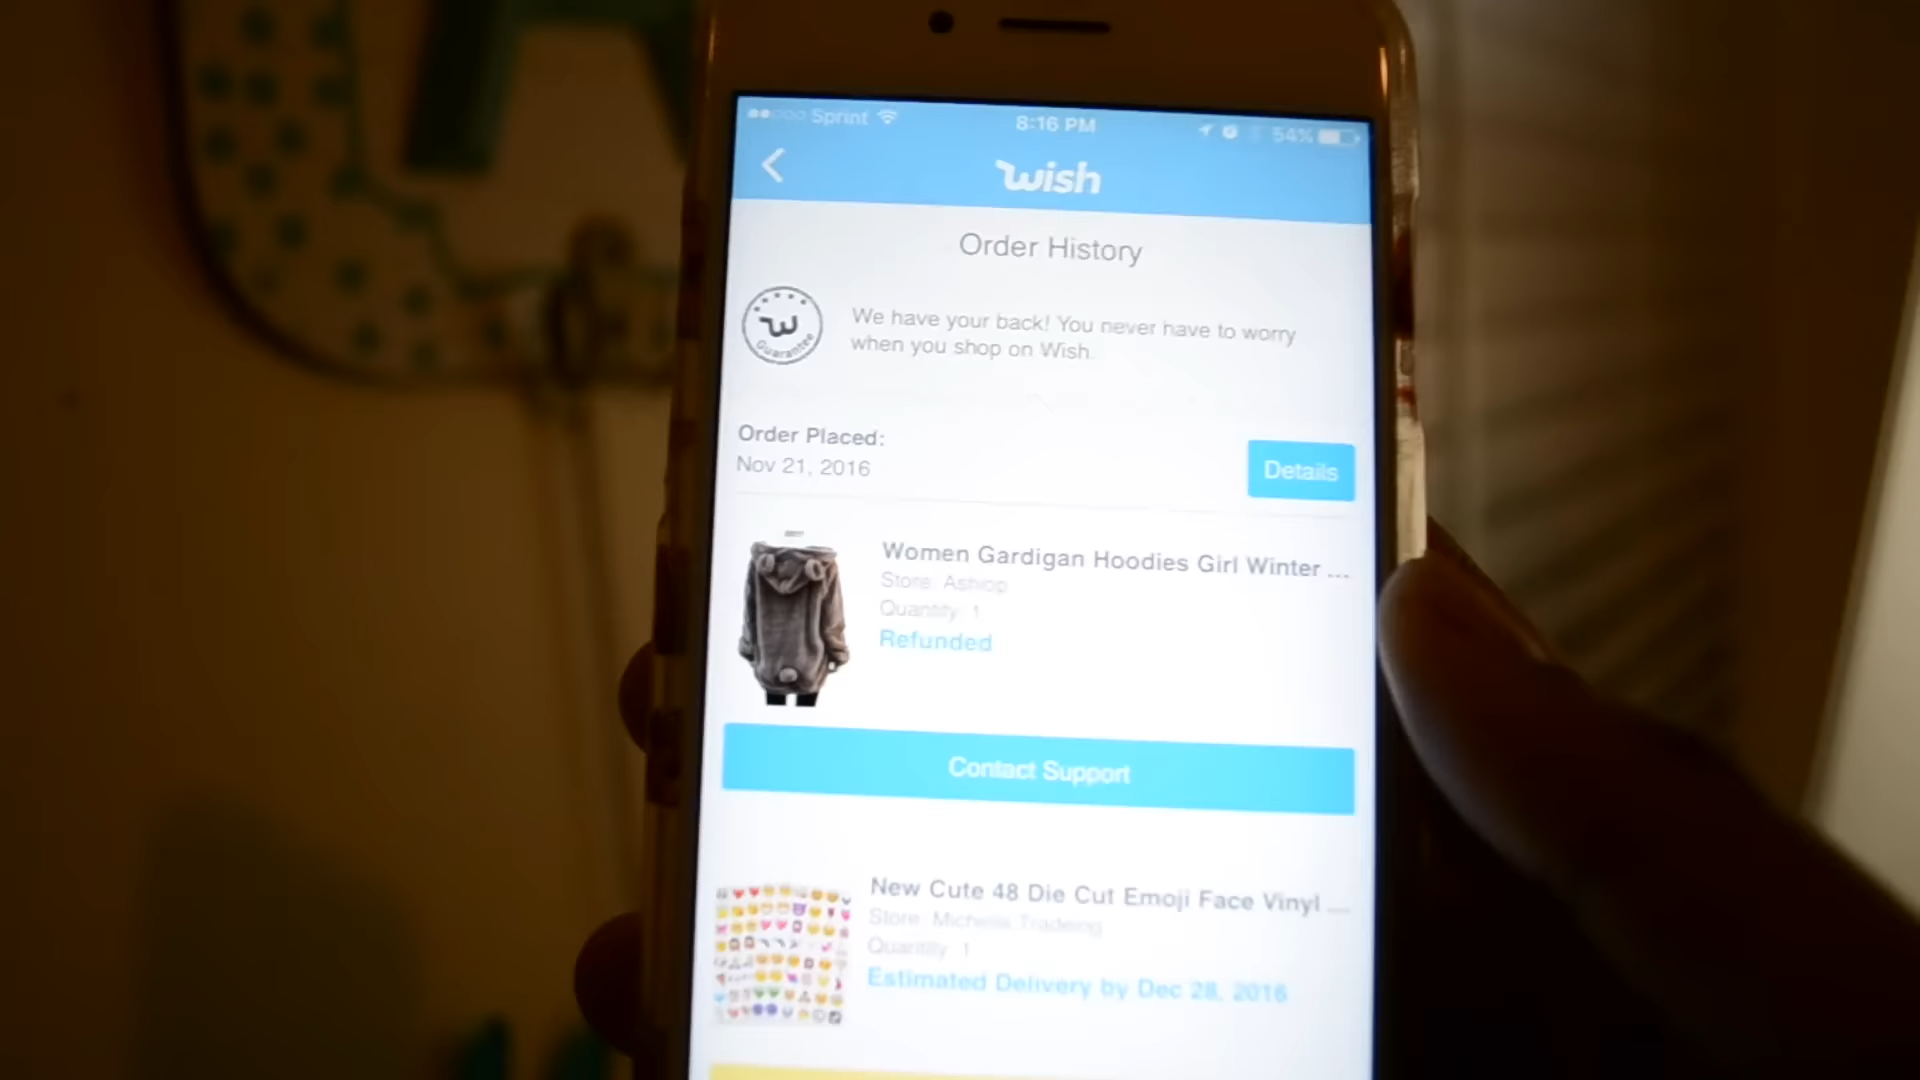 Sprint 8:16 PM 54%
wish
Order History
W
Guarantee
We have your back! You never have to worry
when you shop on Wish.
Order Placed:
Nov 21, 2016
Details
Women Gardigan Hoodies Girl Winter ...
Store: Ashiop
Quantity: 1
Refunded
Contact Support
New Cute 48 Die Cut Emoji Face Vinyl ...
Store: Michelis Tradeing
Quantity: 1
Estimated Delivery by Dec 28, 2016